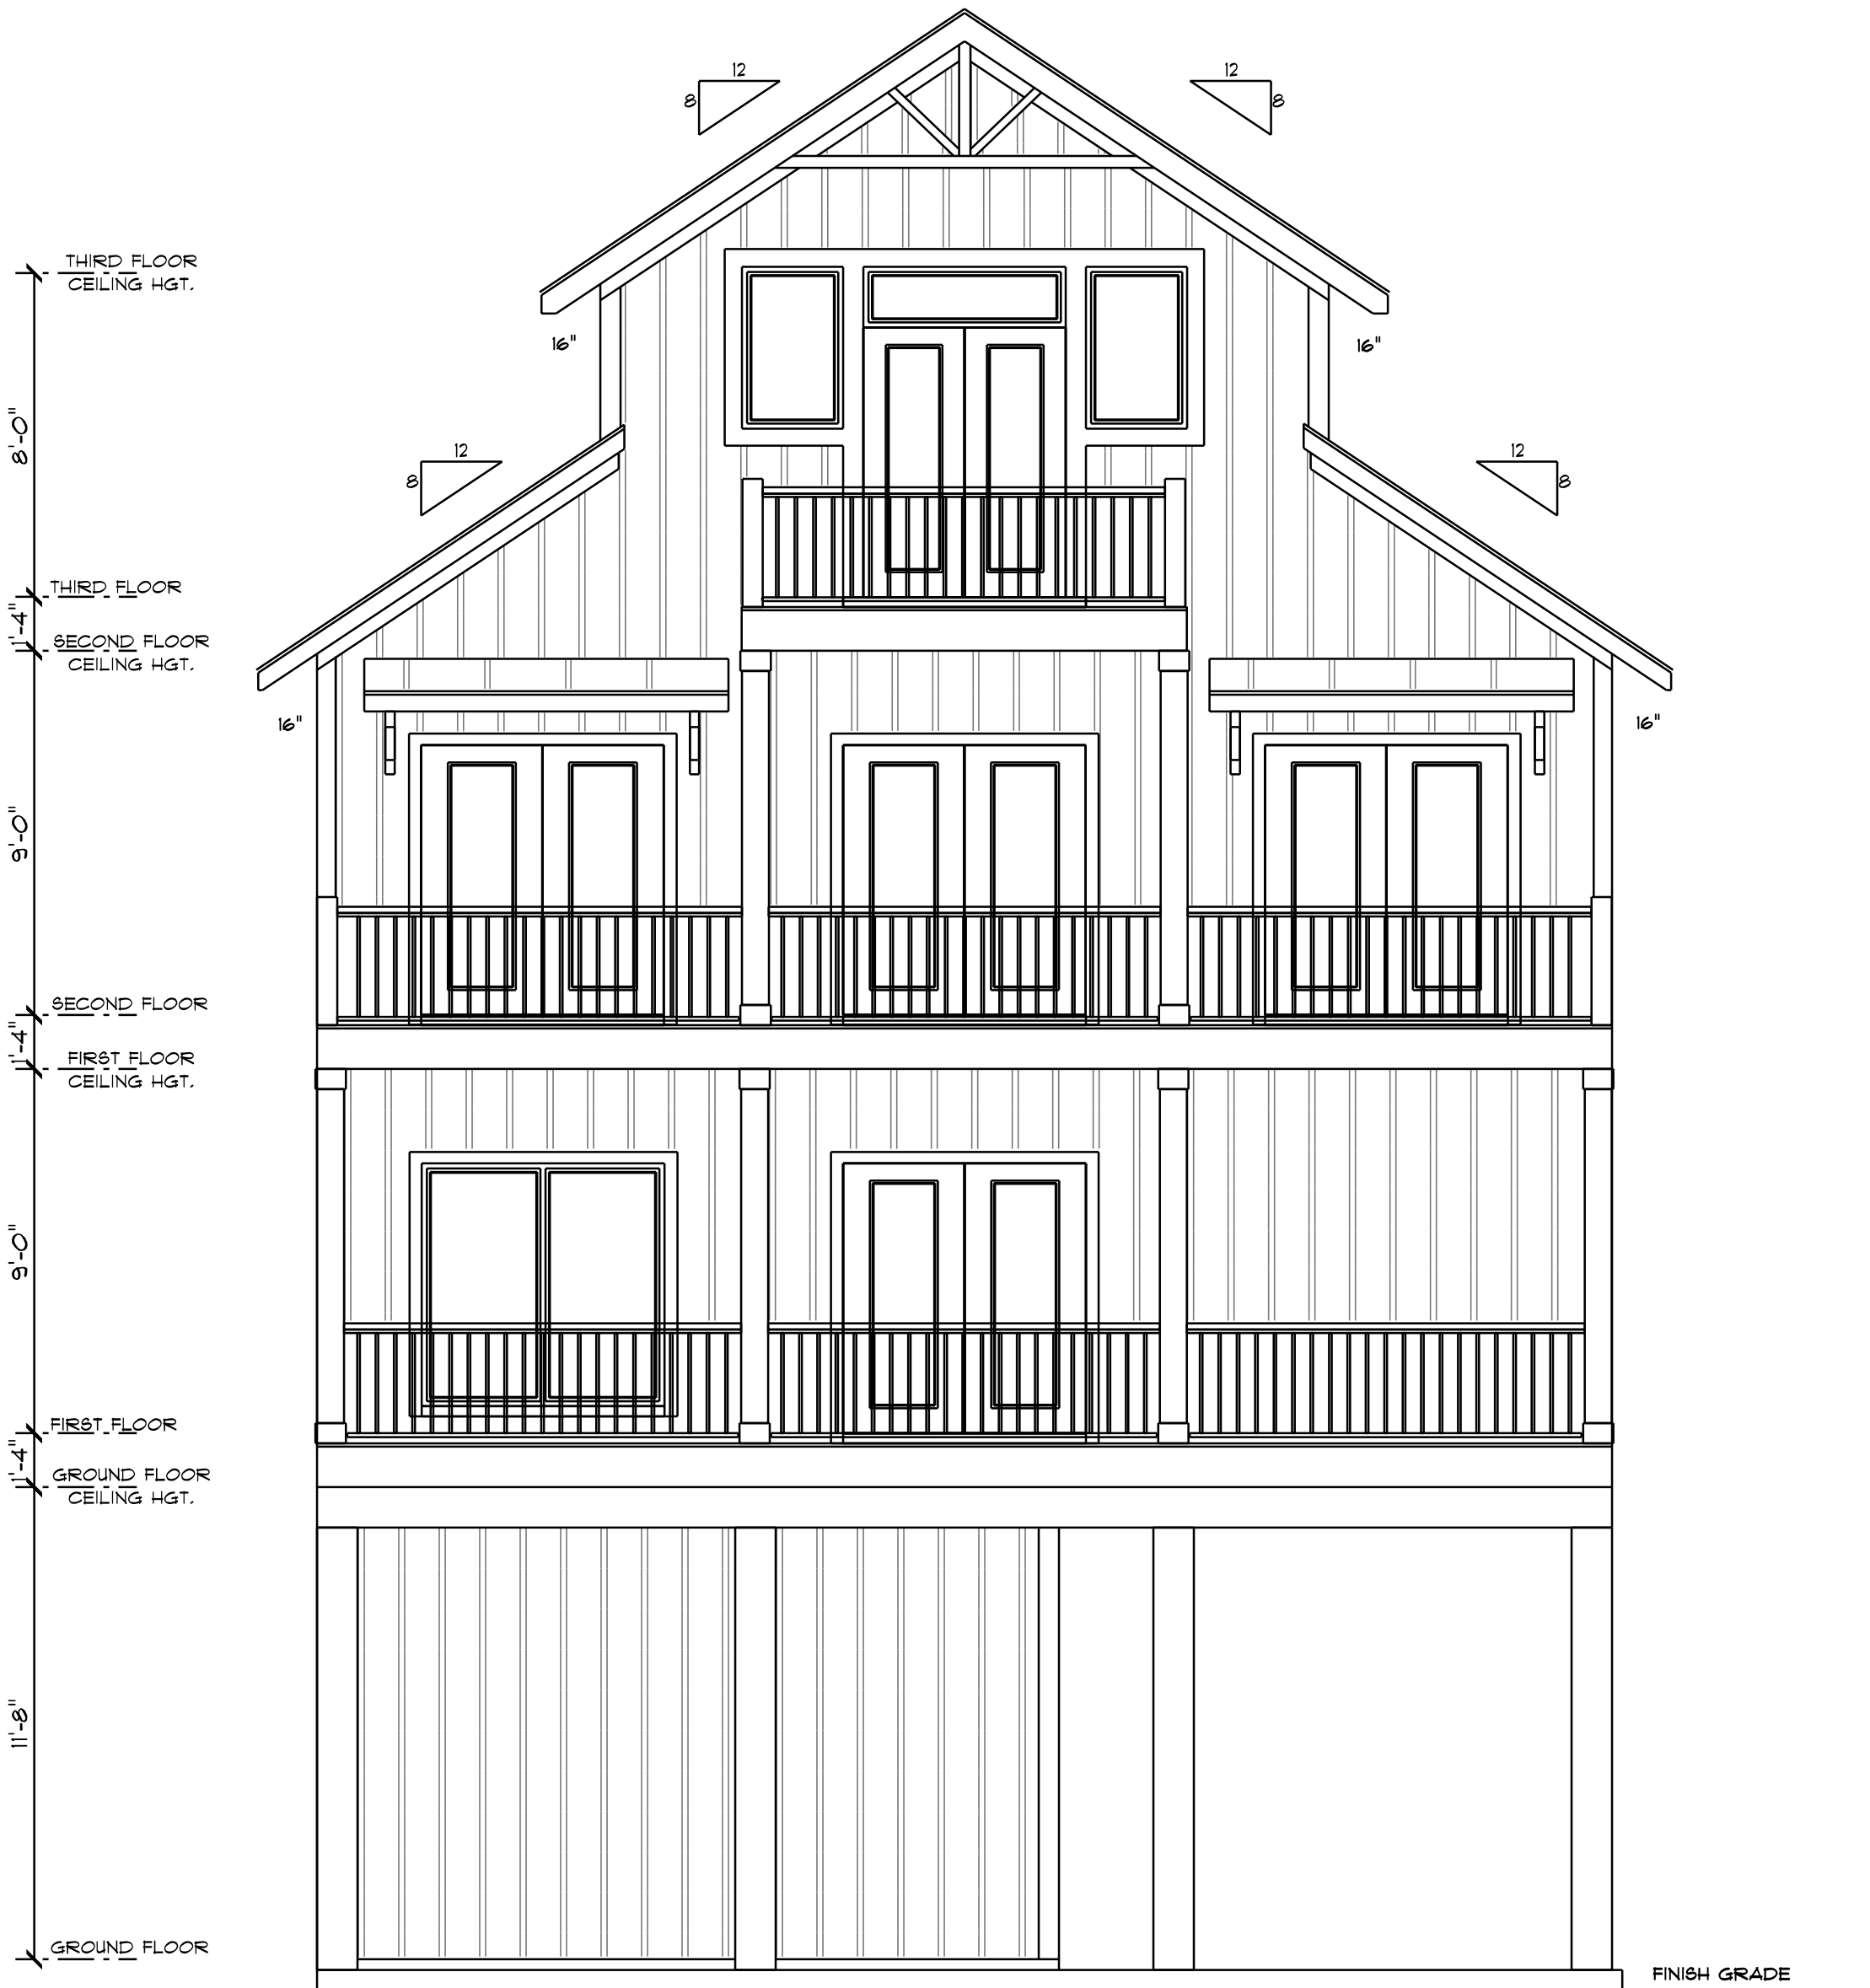 12
12
8
8
THIRD FLOOR
CEILING HGT.
16"
16"
8'-0"
12
12
8
8
THIRD FLOOR
1'-4"
SECOND FLOOR
CEILING HGT.
16"
16"
9'-0"
SECOND FLOOR
1'-4"
FIRST FLOOR
CEILING HGT.
9'-0"
FIRST FLOOR
1'-4"
GROUND FLOOR
CEILING HGT.
11'-8"
GROUND FLOOR
FINISH GRADE